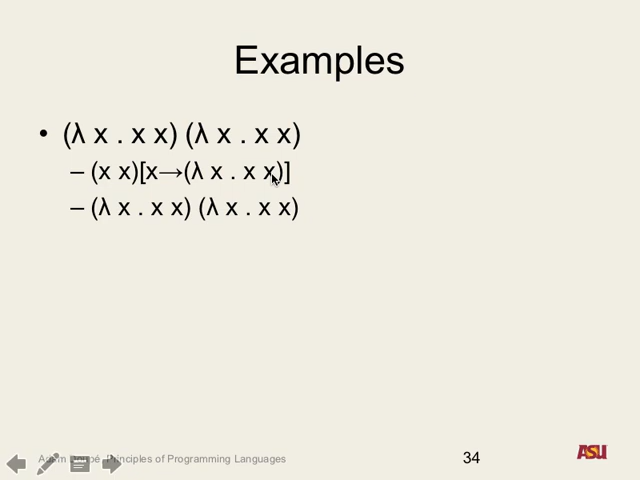 Examples
• (λ x . x x) (λ x . x x)
– (x x)[x→(λ x . x x)]
– (λ x . x x) (λ x . x x)
Principles of Programming Languages
34
ASU